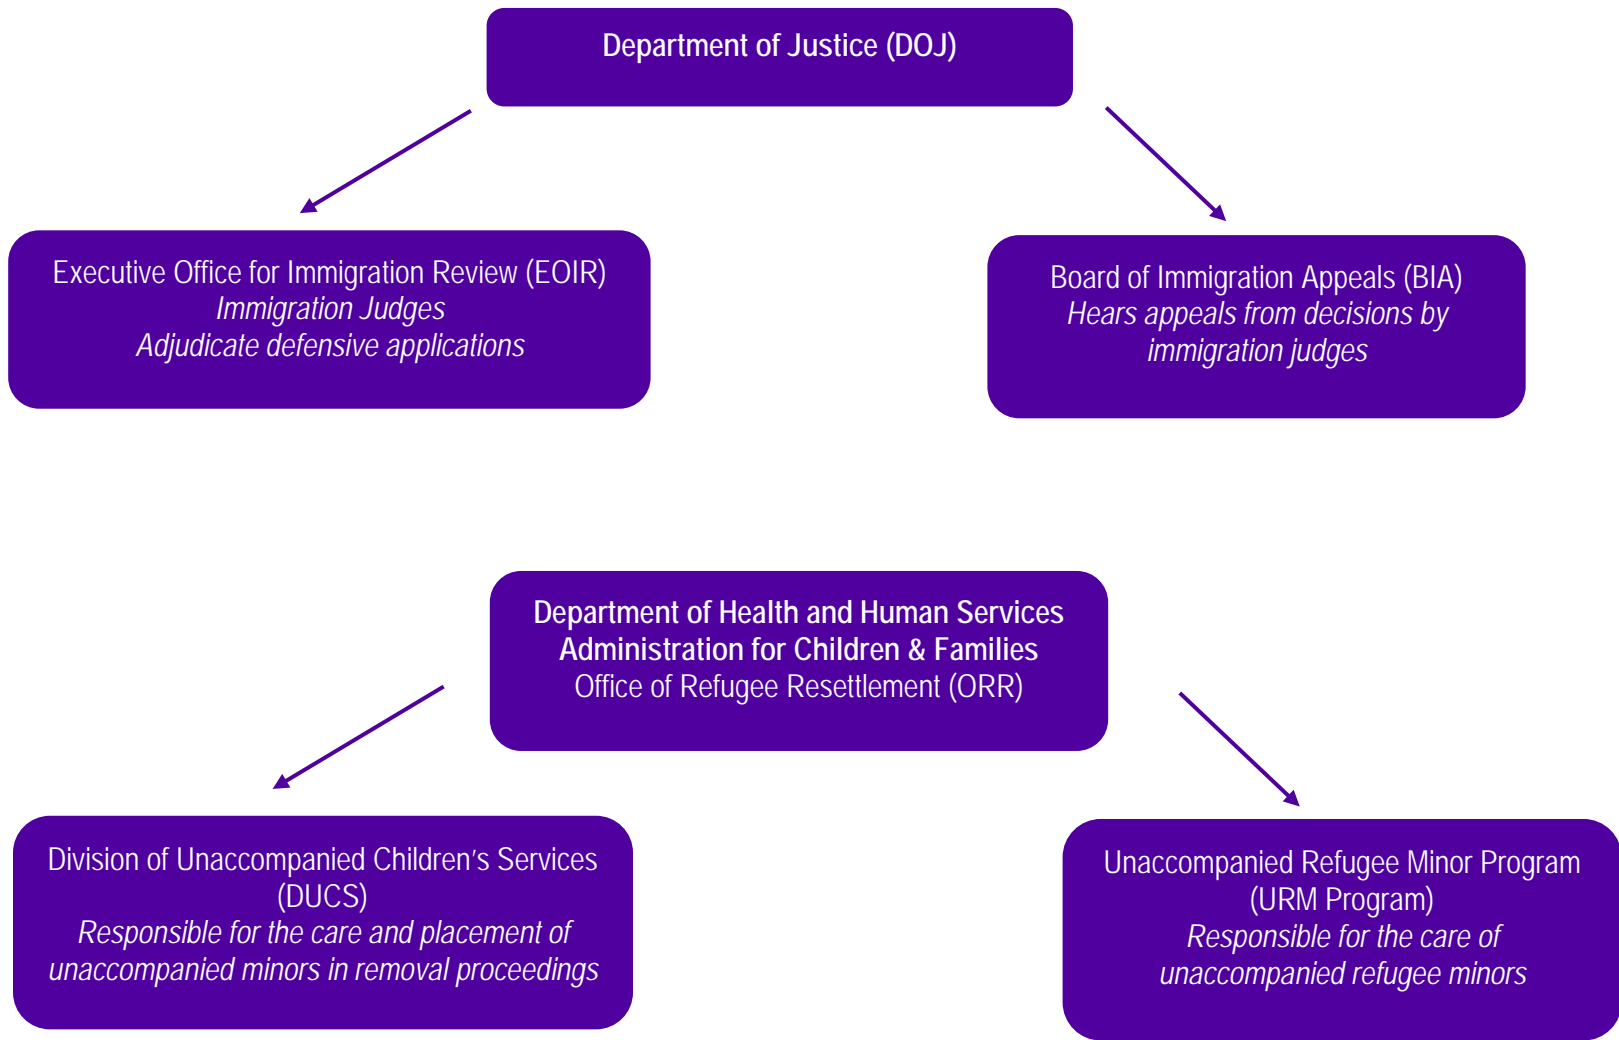 Department of Justice (DOJ)
Executive Office for Immigration Review (EOIR)
Immigration Judges
Adjudicate defensive applications
Board of Immigration Appeals (BIA)
Hears appeals from decisions by
immigration judges
Department of Health and Human Services
Administration for Children & Families
Office of Refugee Resettlement (ORR)
Division of Unaccompanied Children’s Services
(DUCS)
Responsible for the care and placement of
unaccompanied minors in removal proceedings
Unaccompanied Refugee Minor Program
(URM Program)
Responsible for the care of
unaccompanied refugee minors